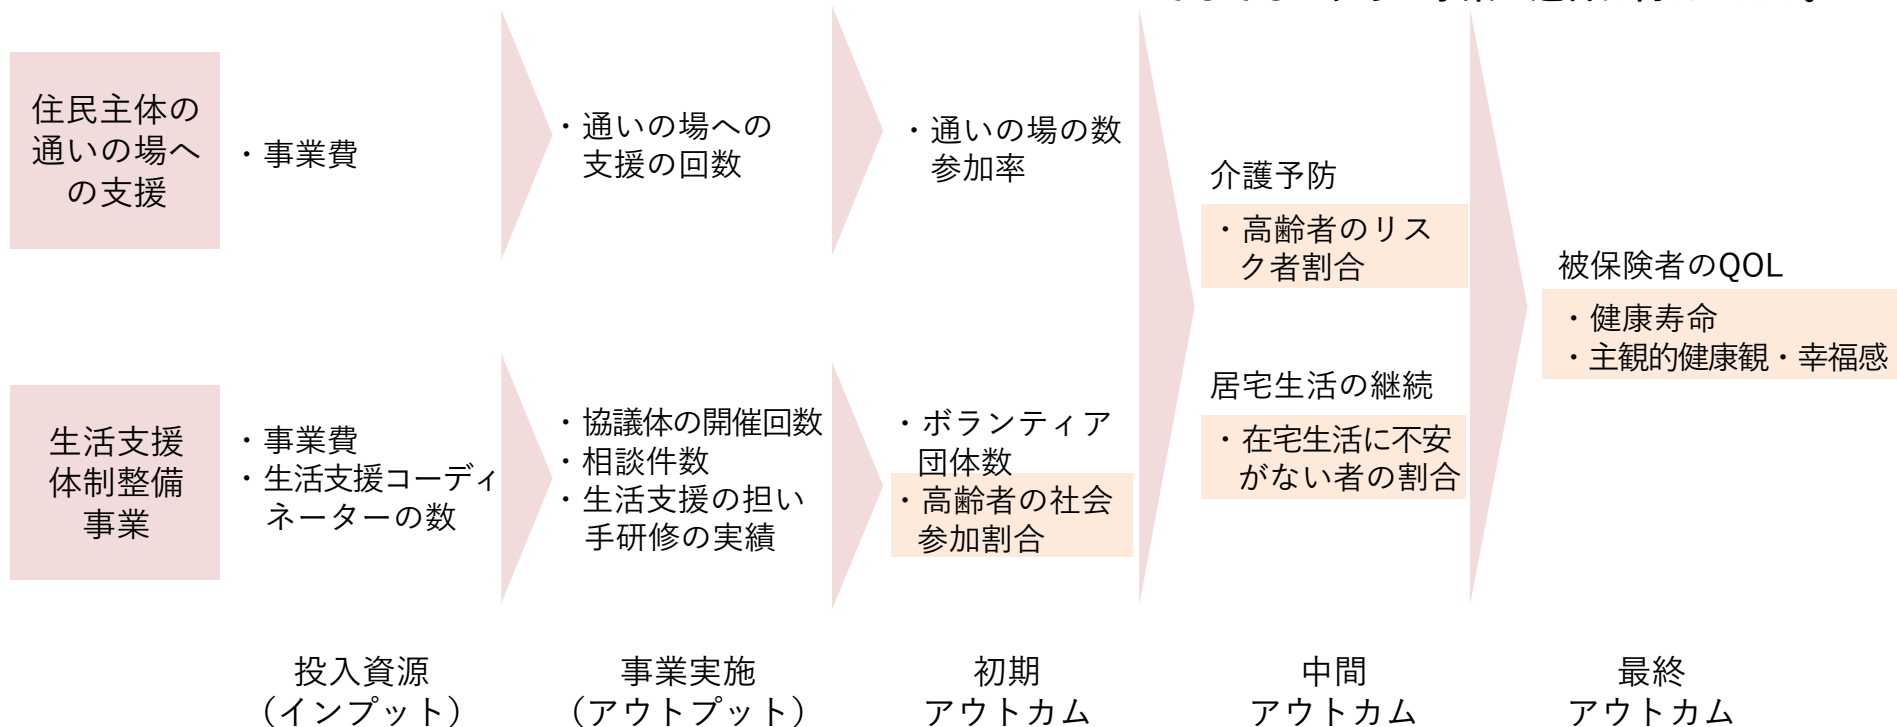 住民主体の
通いの場へ
の支援
・事業費
・通いの場への
支援の回数
・通いの場の数
参加率
介護予防
・高齢者のリス
ク者割合
被保険者のQOL
・健康寿命
・主観的健康観・幸福感
生活支援
体制整備
事業
・事業費
・生活支援コーディ
ネーターの数
・協議体の開催回数
・相談件数
・生活支援の担い
手研修の実績
・ボランティア
団体数
・高齢者の社会
参加割合
居宅生活の継続
・在宅生活に不安
がない者の割合
投入資源
（インプット）
事業実施
（アウトプット）
初期
アウトカム
中間
アウトカム
最終
アウトカム